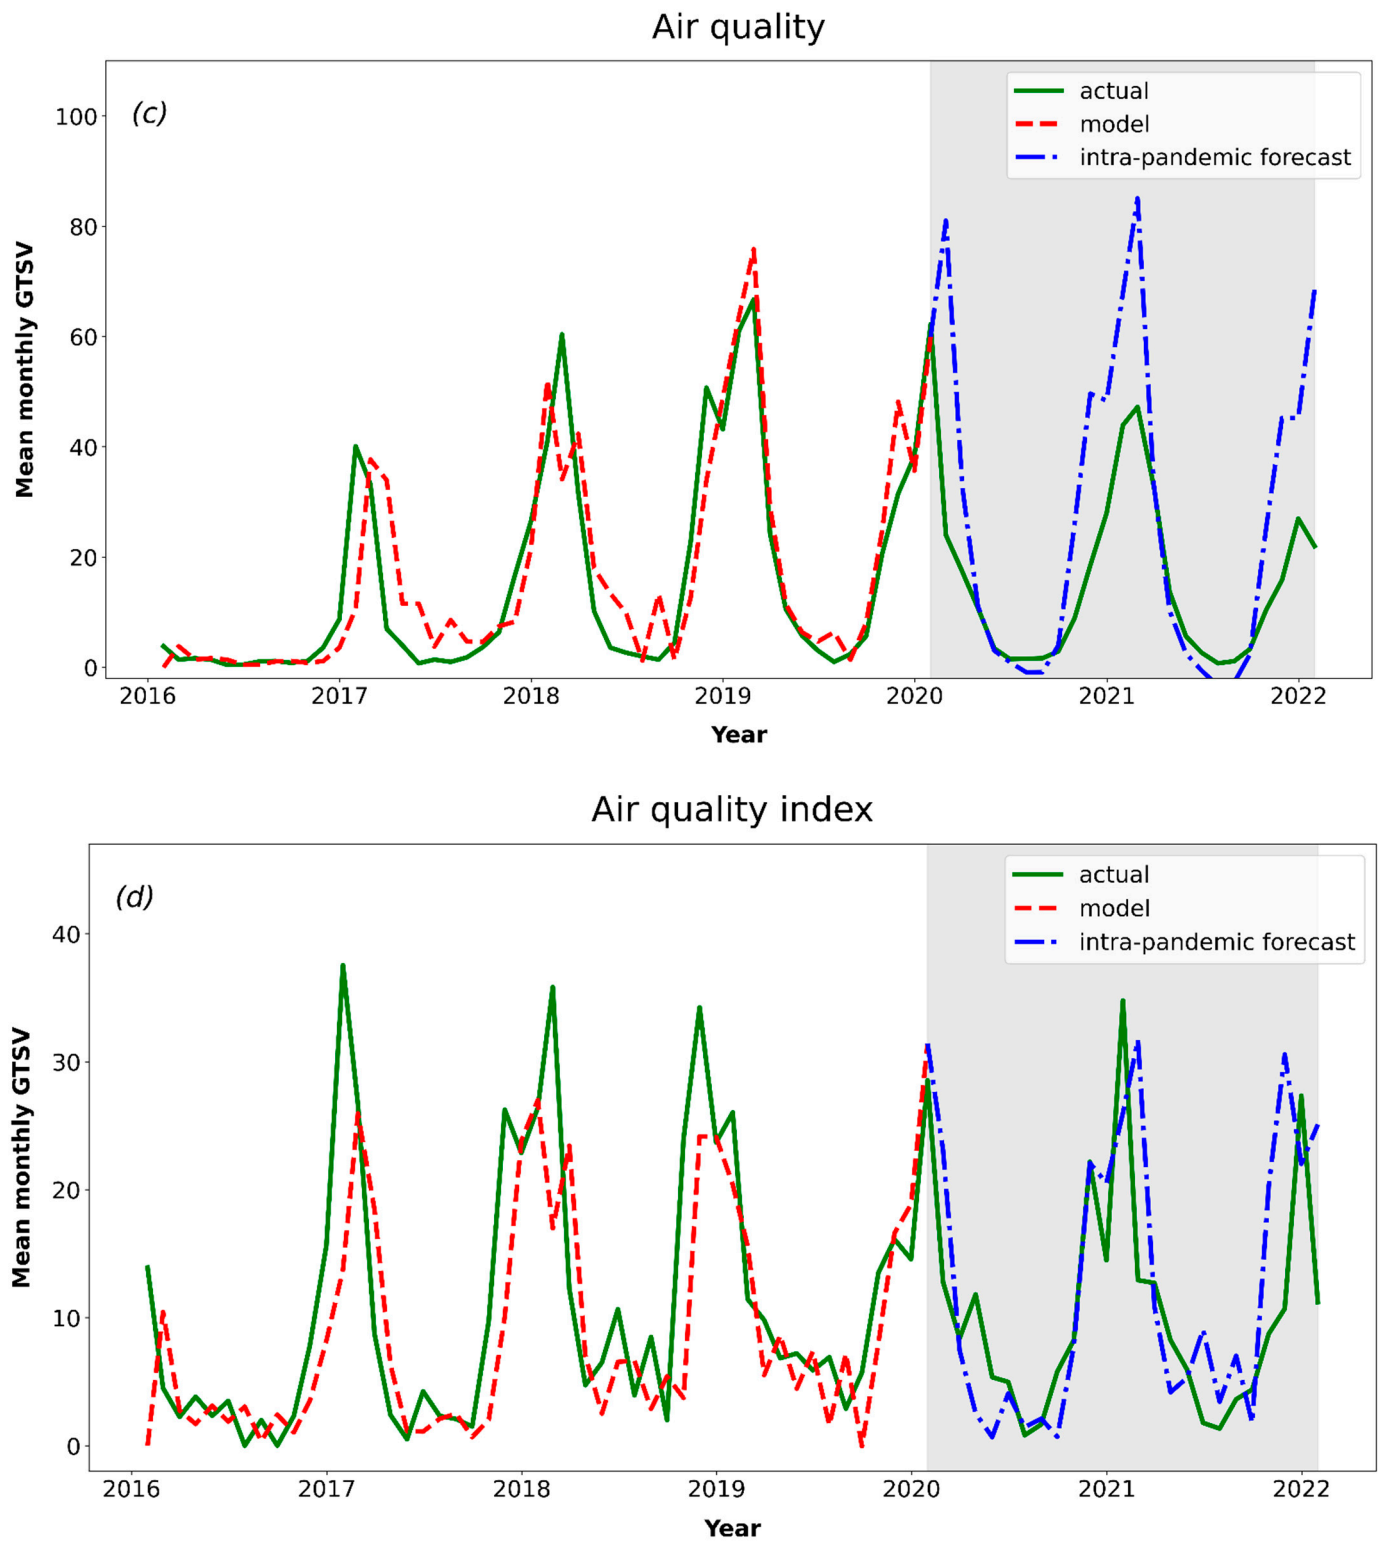 Air quality
(c)
actual
model
intra-pandemic forecast
Mean monthly GTSV
100
80
60
40
20
0
2016 2017 2018 2019 2020 2021 2022
Year
Air quality index
(d)
actual
model
intra-pandemic forecast
Mean monthly GTSV
40
30
20
10
0
2016 2017 2018 2019 2020 2021 2022
Year